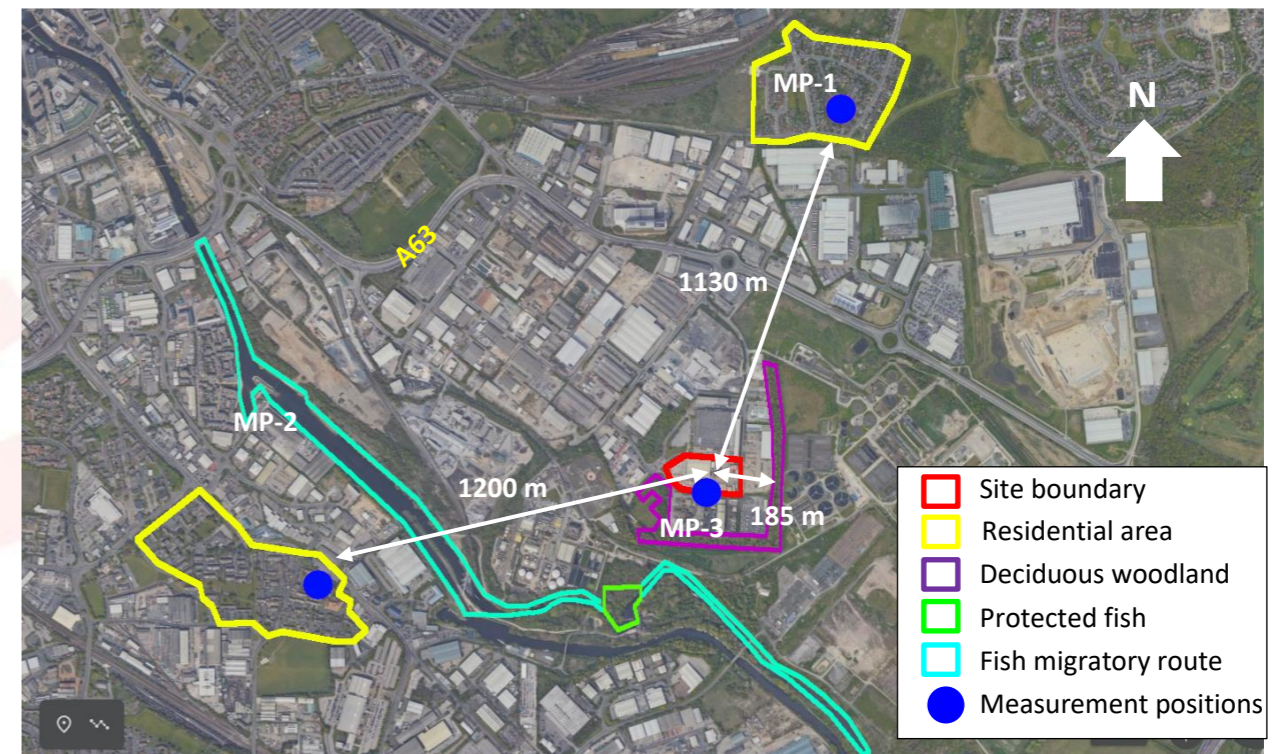 MP-1
N
A63
1130 m
MP-2
1200 m
185 m
MP-3
Site boundary
Residential area
Deciduous woodland
Protected fish
Fish migratory route
Measurement positions